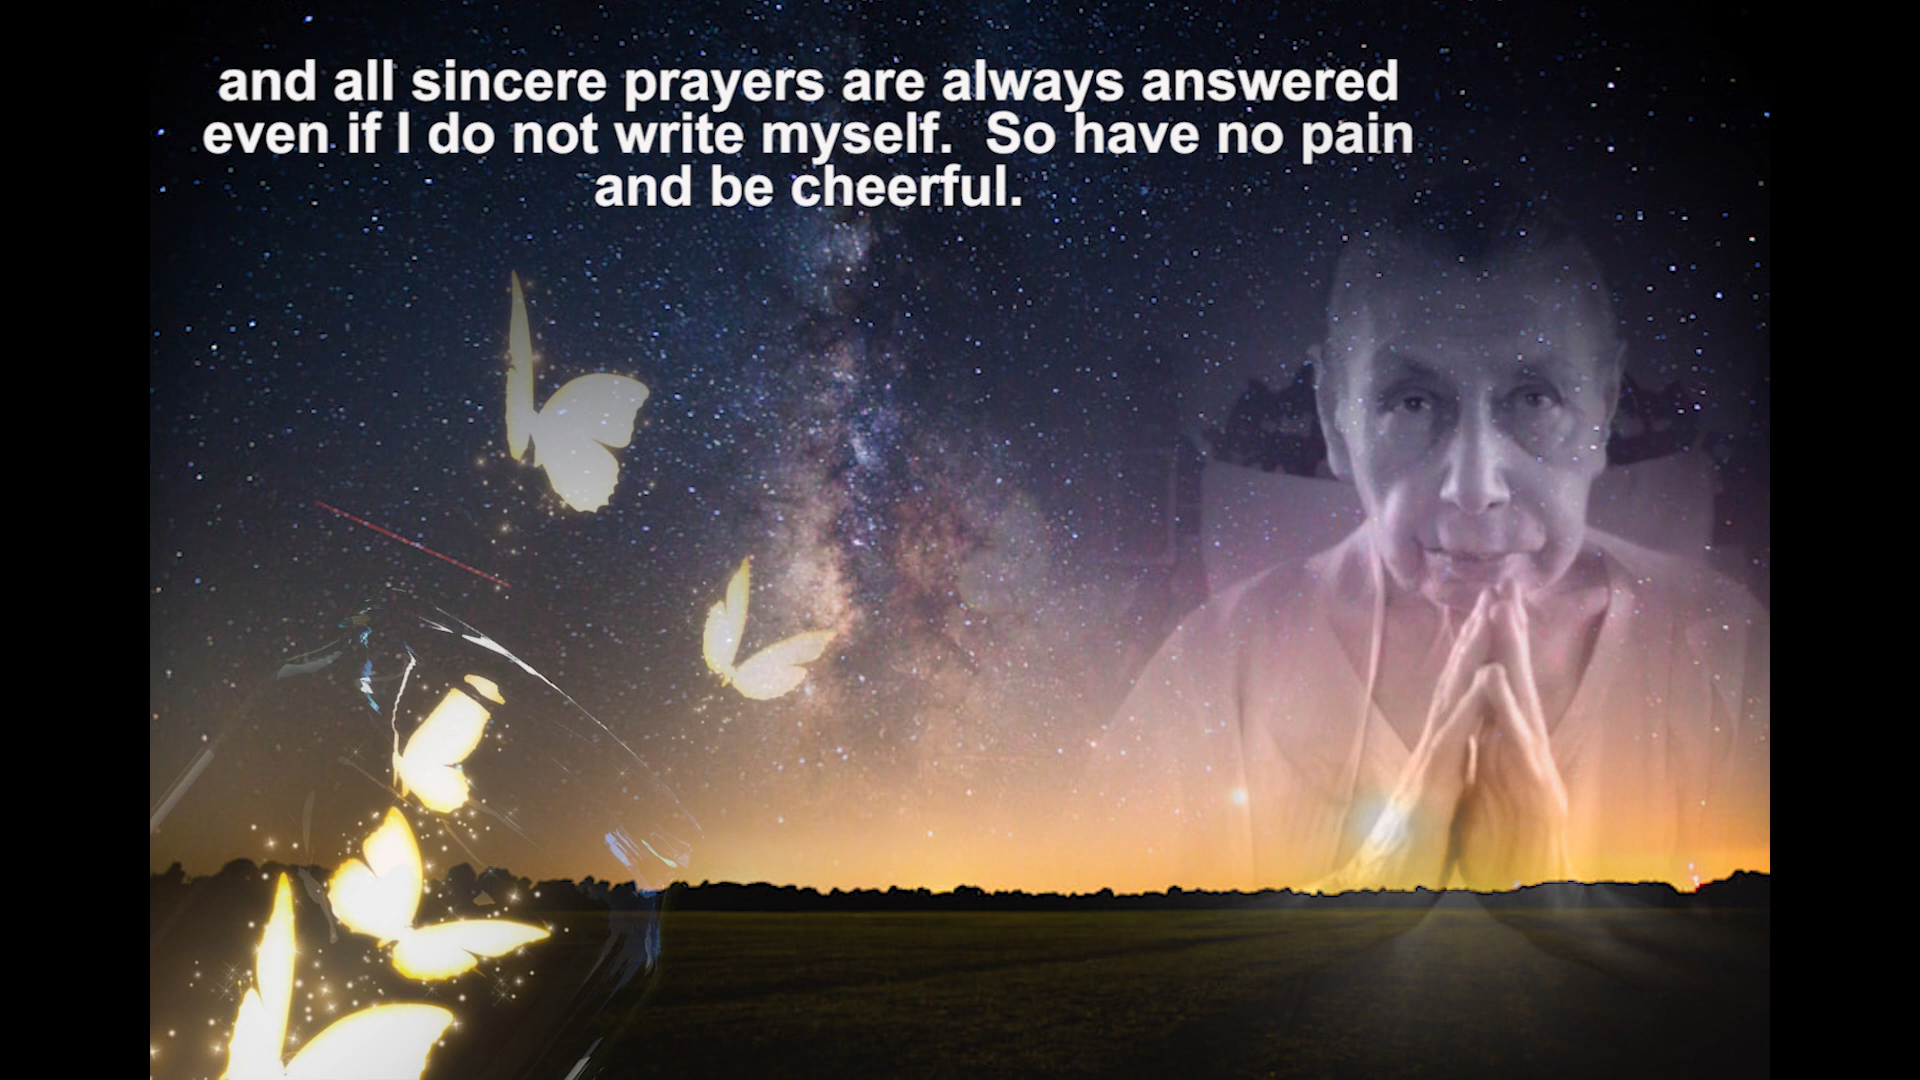 and all sincere prayers are always answered
even if I do not write myself.  So have no pain
and be cheerful.